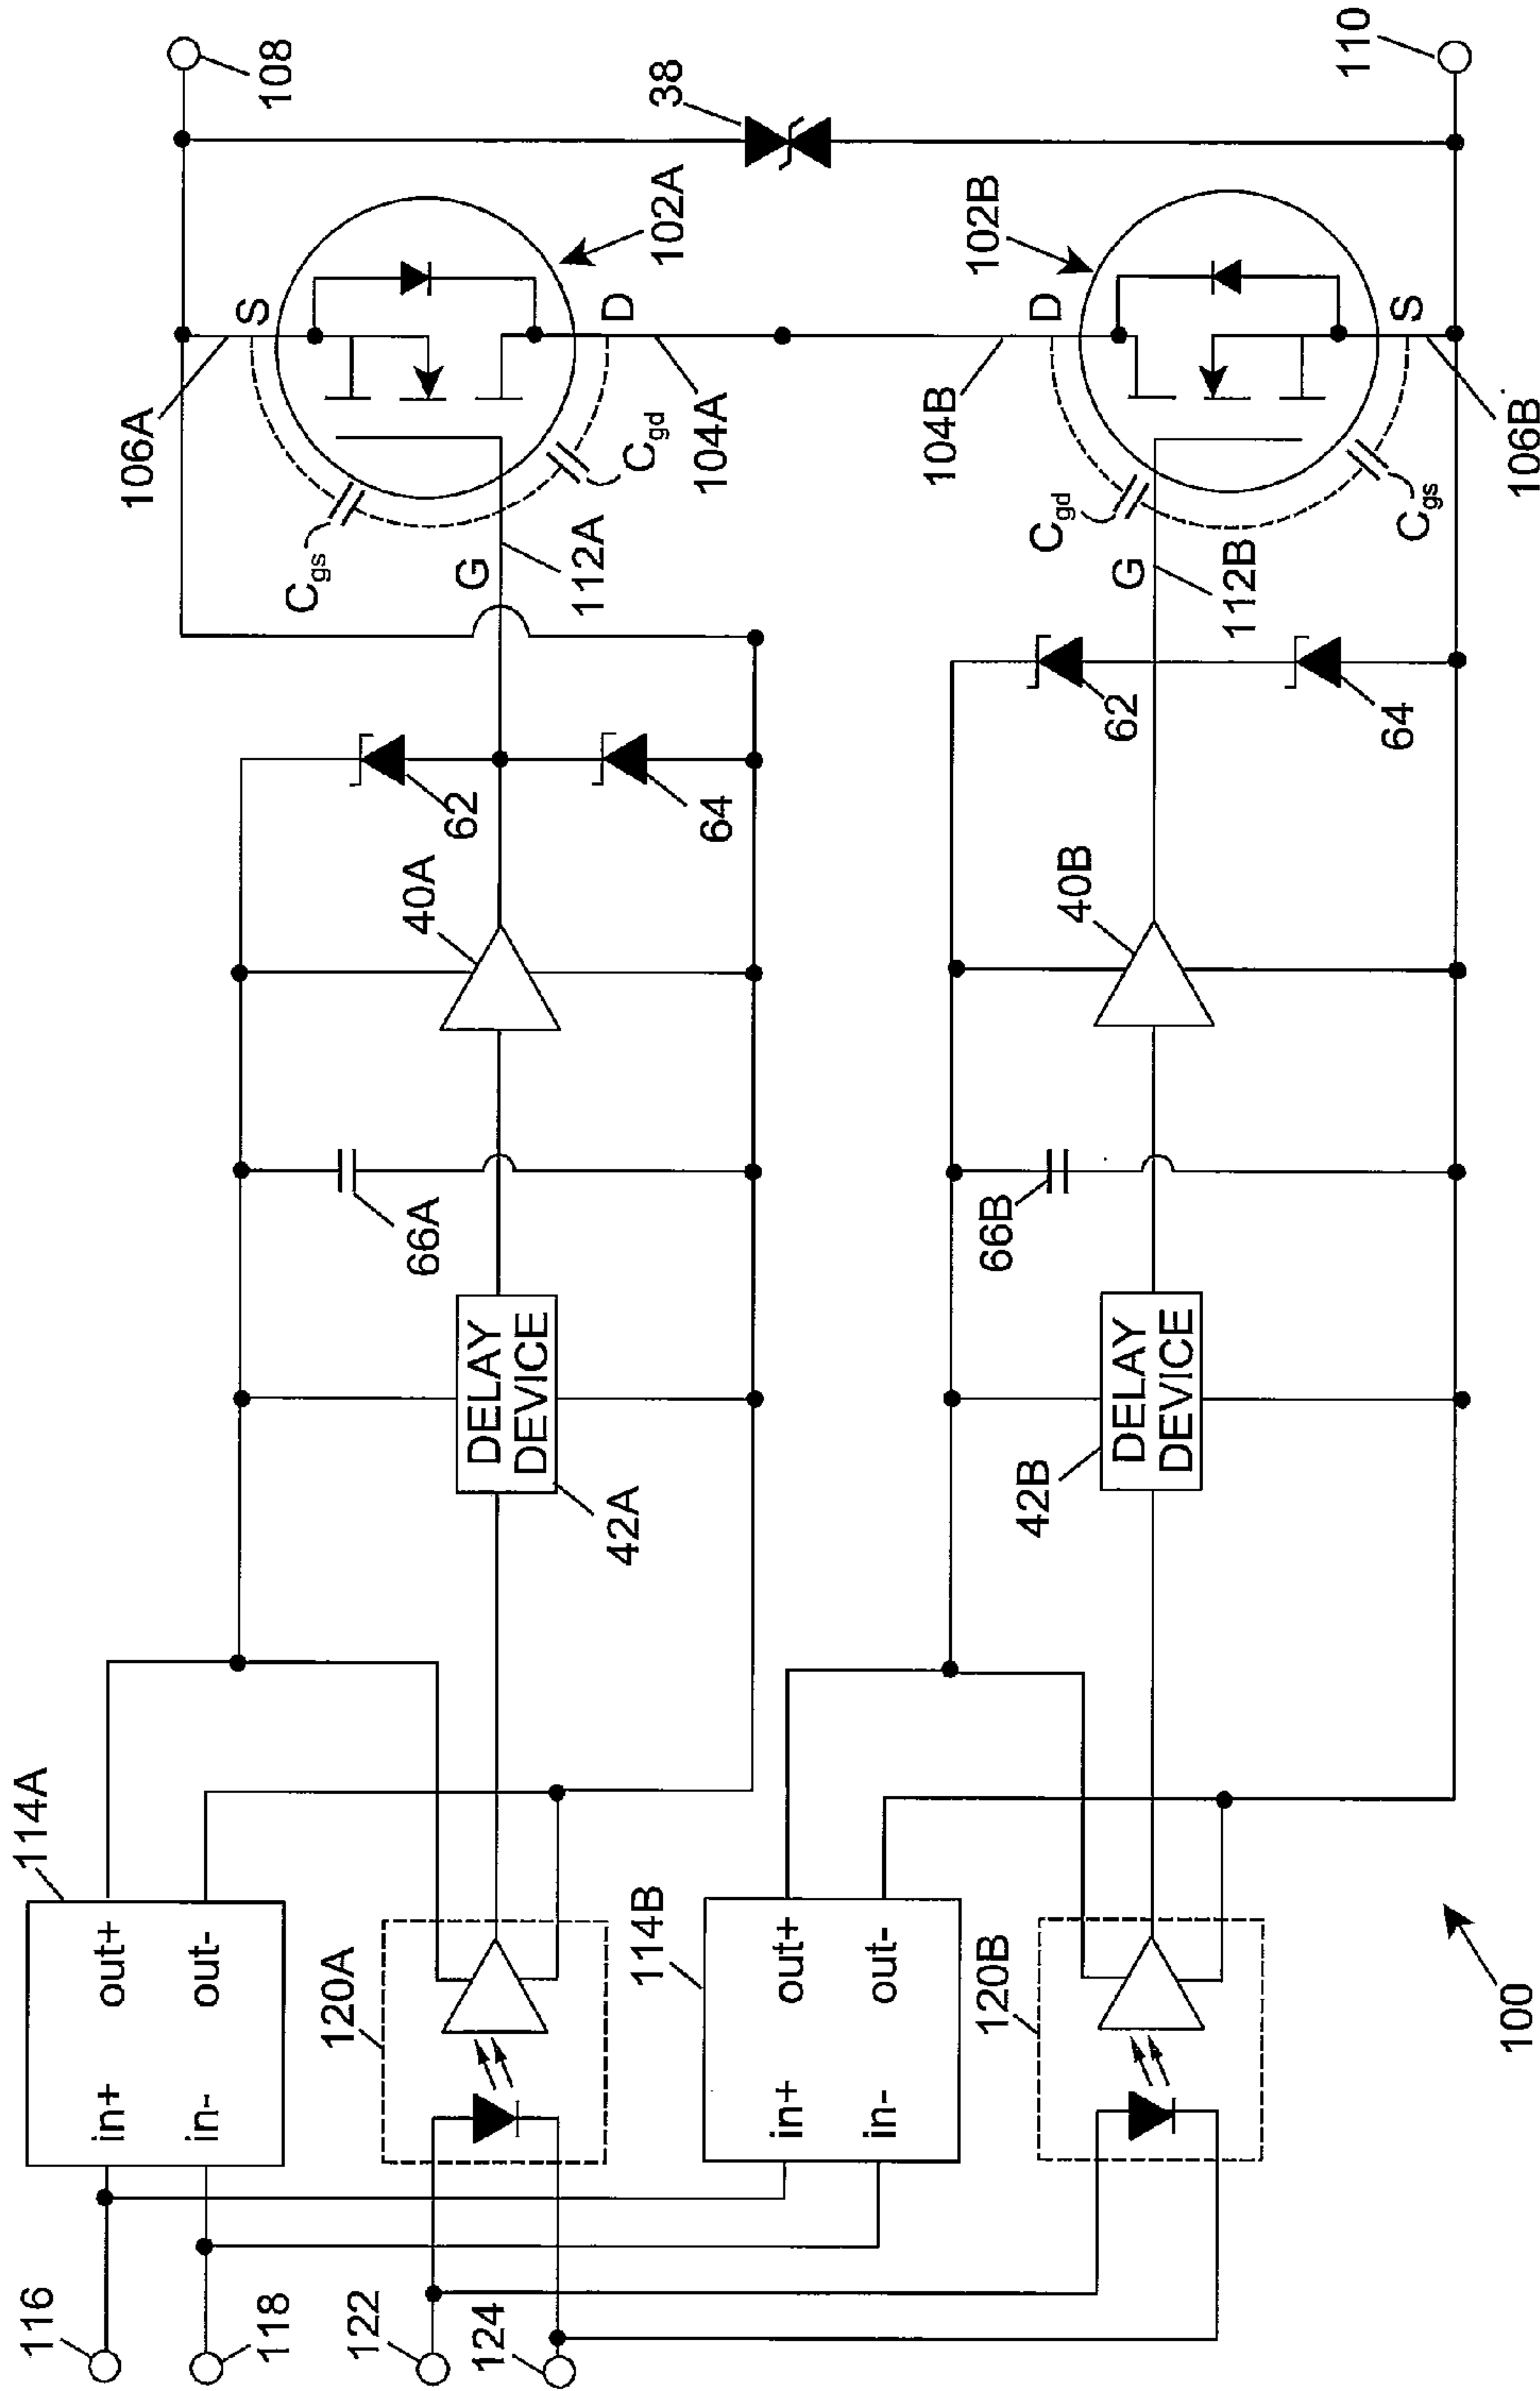 116
118
122
124
114A
in+
out+
in-
out-
120A
114B
in+
out+
in-
out-
120B
100
42A
DELAY
DEVICE
42B
DELAY
DEVICE
66A
66B
40A
40B
62
64
62
64
G
112A
G
112B
Cgs
Cgd
Cgd
Cgs
106A
S
D
104A
104B
D
S
106B
102A
102B
38
108
110